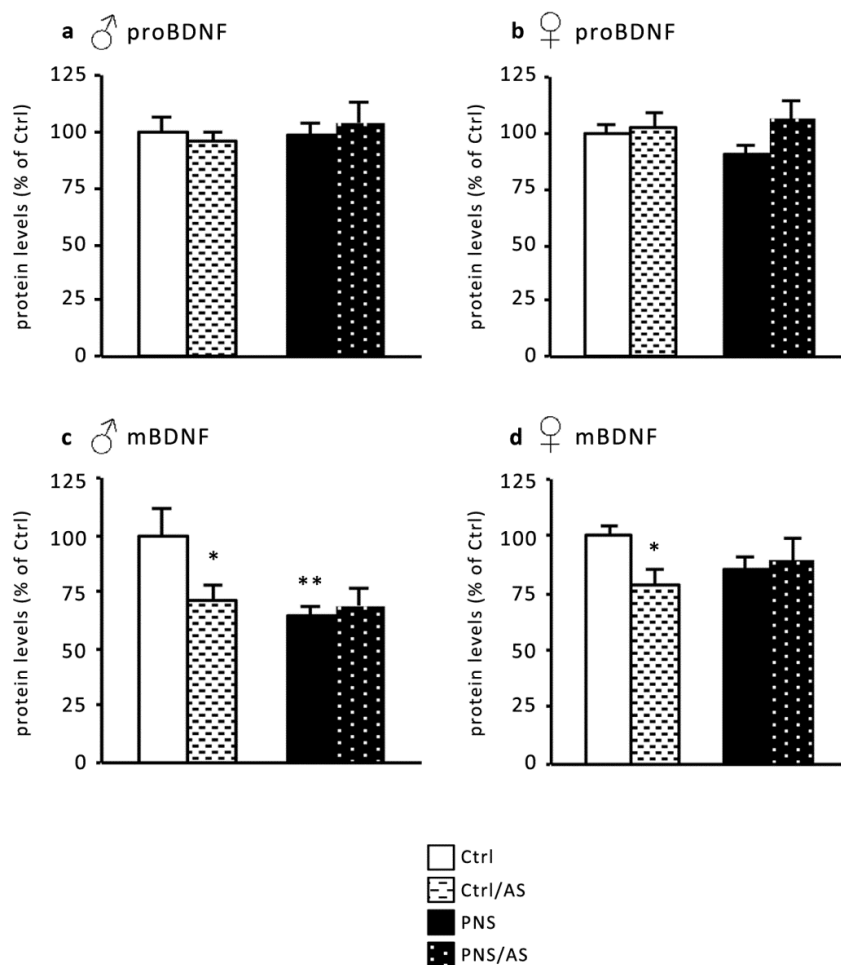 a ♂ proBDNF
protein levels (% of Ctrl)
125
100
75
50
25
0
b ♀ proBDNF
protein levels (% of Ctrl)
125
100
75
50
25
0
c ♂ mBDNF
protein levels (% of Ctrl)
125
100
75
50
25
0
*
**
d ♀ mBDNF
protein levels (% of Ctrl)
125
100
75
50
25
0
*
Ctrl
Ctrl/AS
PNS
PNS/AS